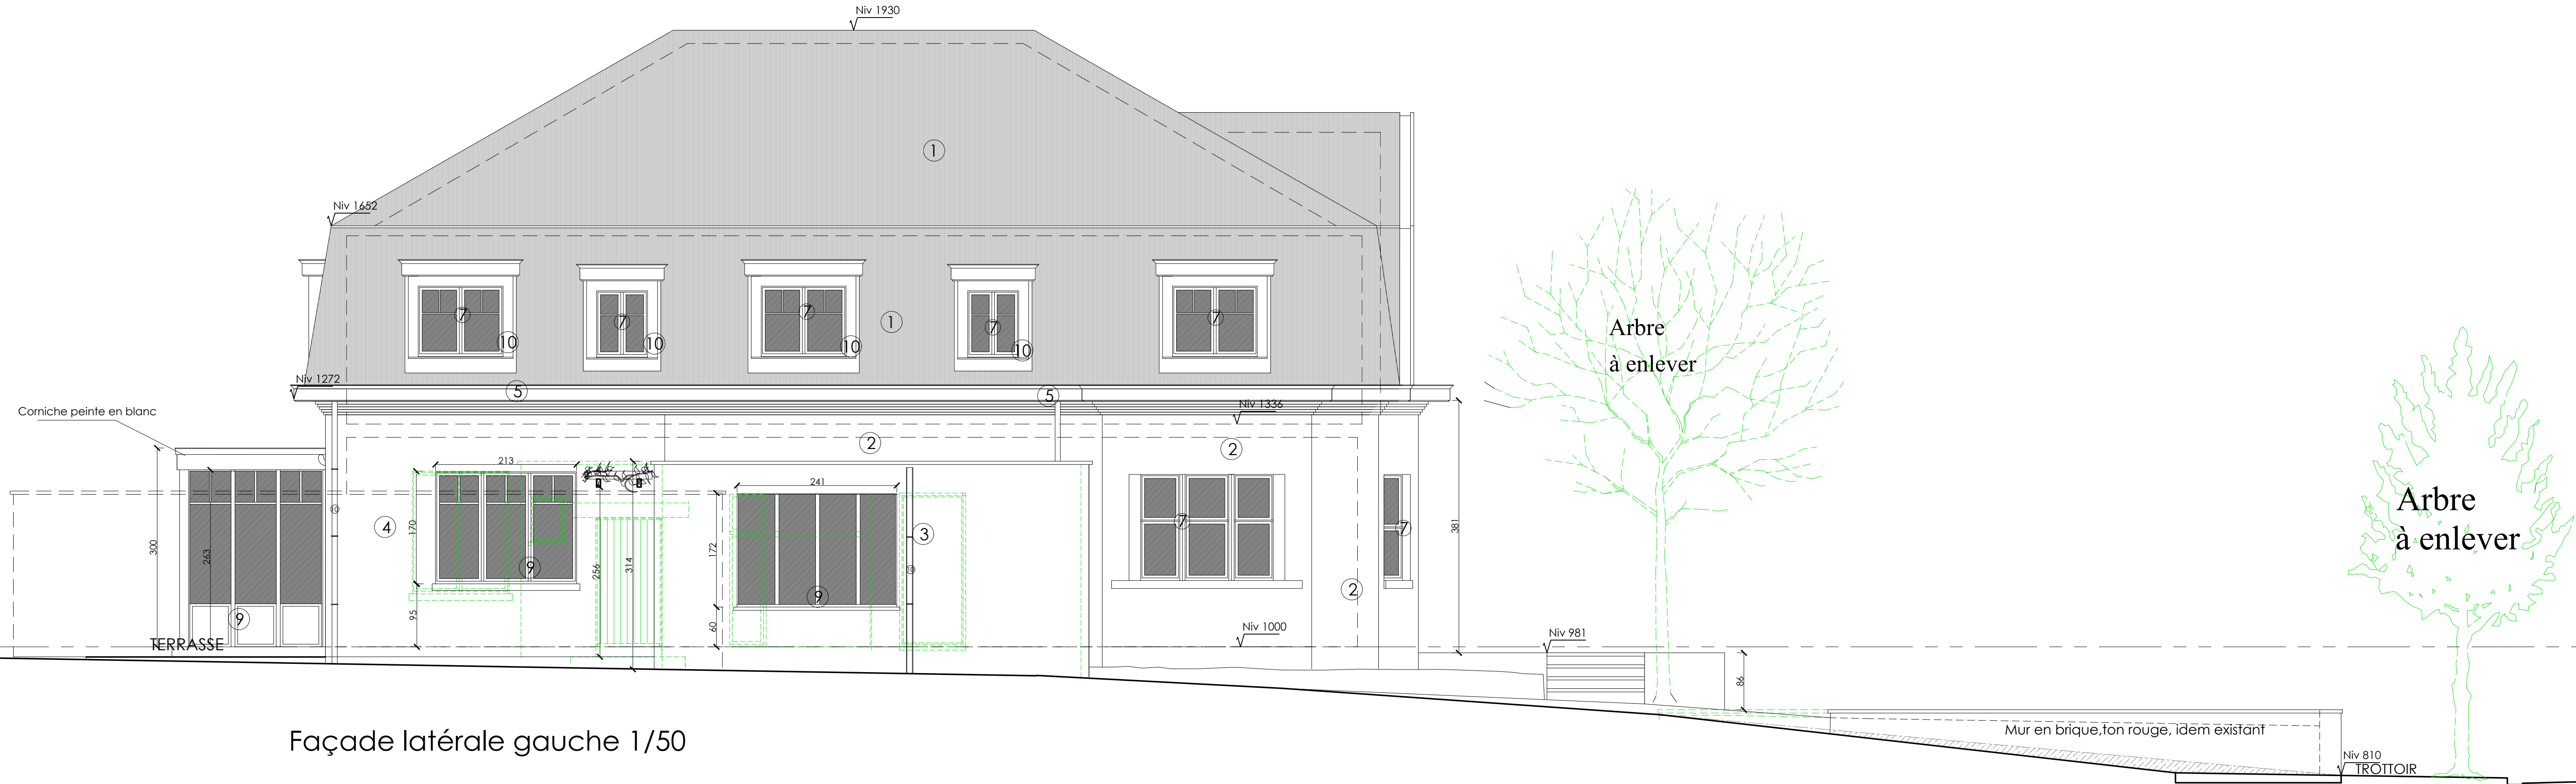 Niv 1930
1
Niv 1652
7
7
7
7
7
10
10
10
10
1
Niv 1272
5
5
Corniche peinte en blanc
Niv 1336
2
2
Arbre
à enlever
213
241
300
263
10
4
170
95
9
256
314
172
60
9
3
10
7
7
381
2
9
TERRASSE
Niv 1000
Niv 981
86
Arbre
à enlever
Façade latérale gauche 1/50
Mur en brique,ton rouge, idem existant
Niv 810
TROTTOIR